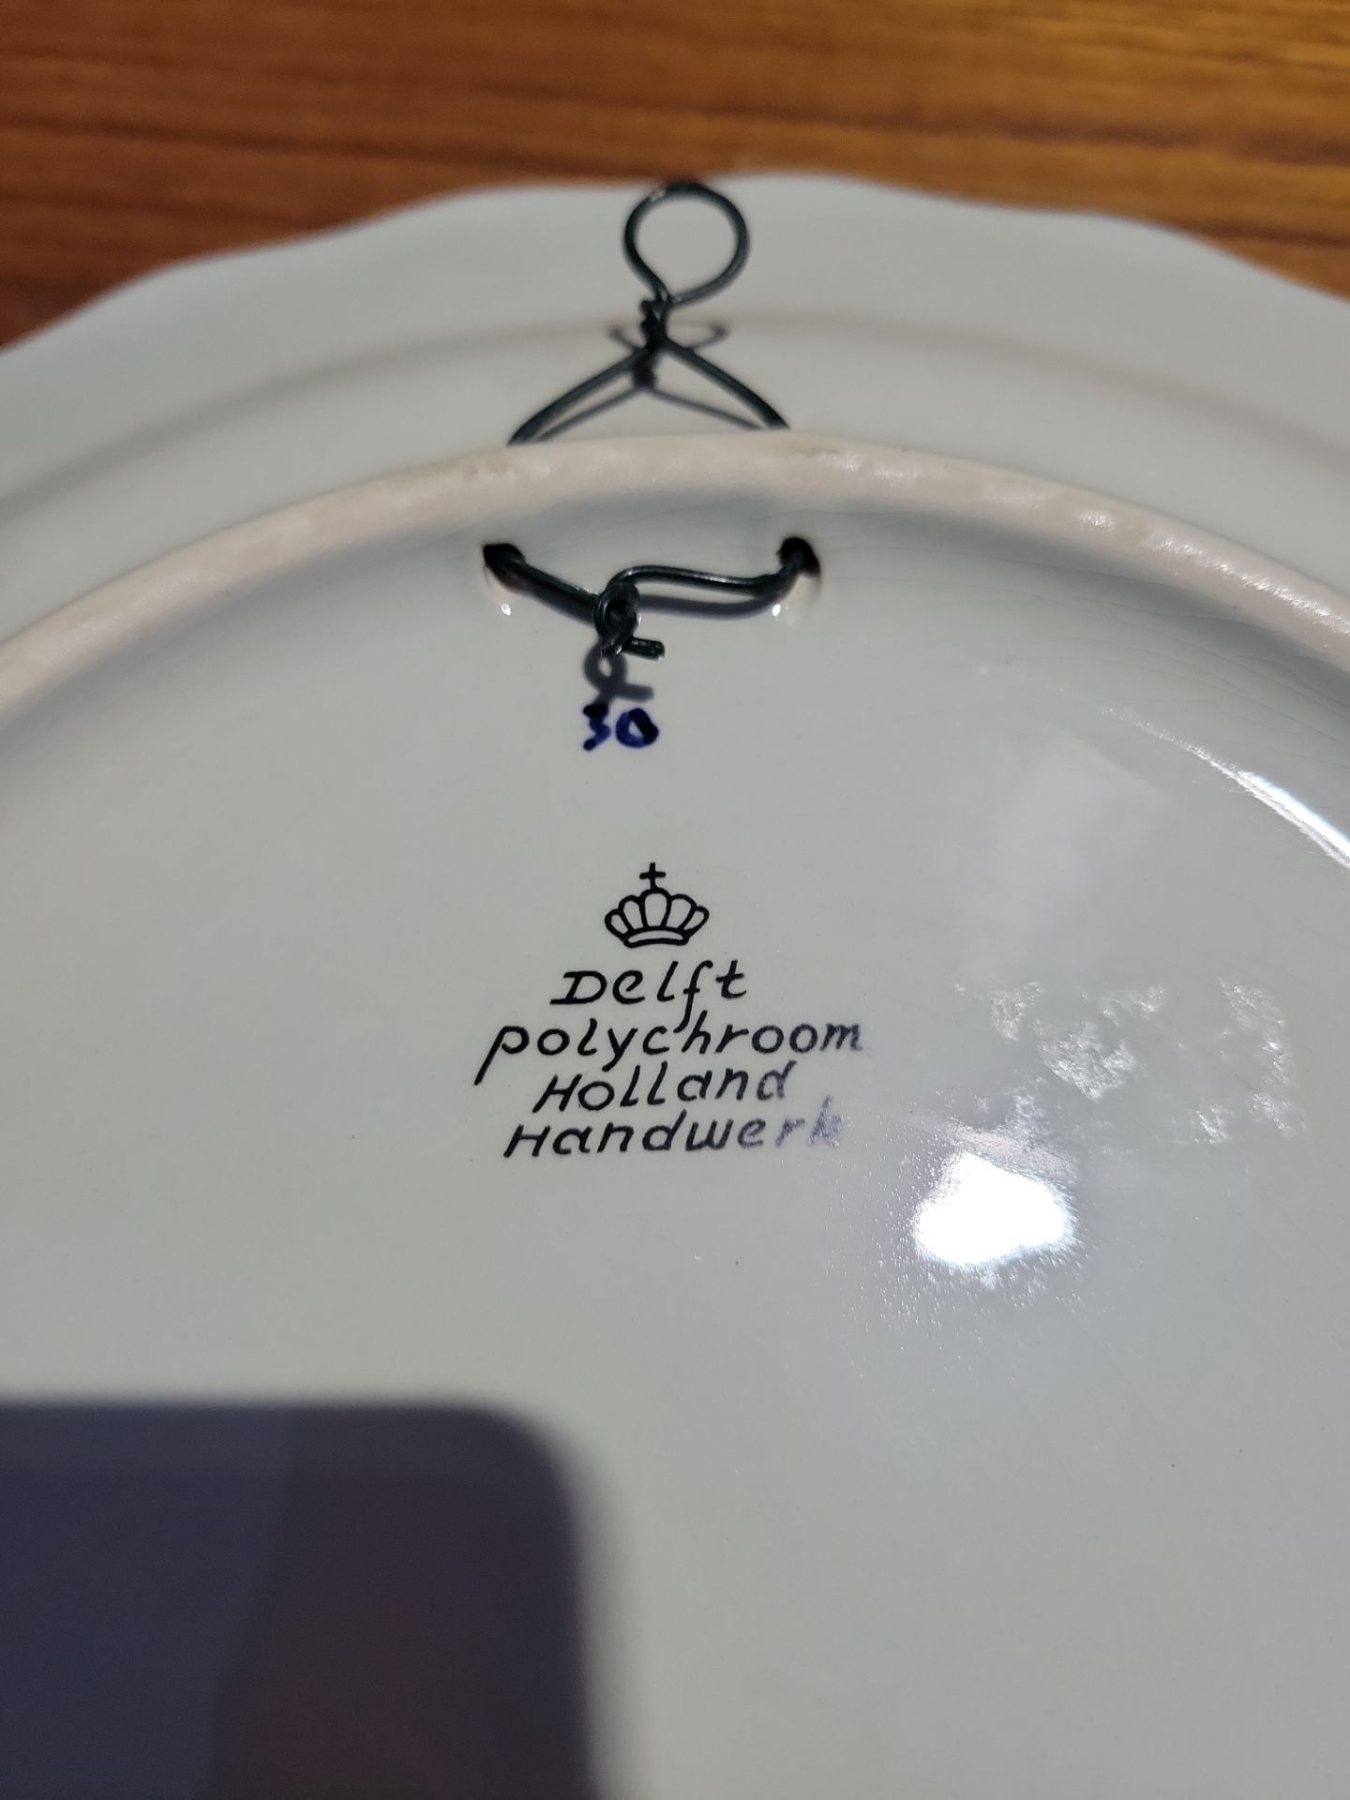 30
Delft
polychroom
Holland
Handwerk